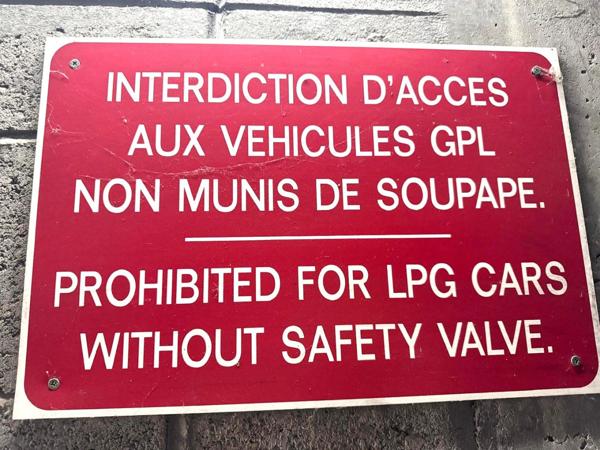 INTERDICTION D'ACCES
AUX VEHICULES GPL
NON MUNIS DE SOUPAPE.
PROHIBITED FOR LPG CARS
WITHOUT SAFETY VALVE.